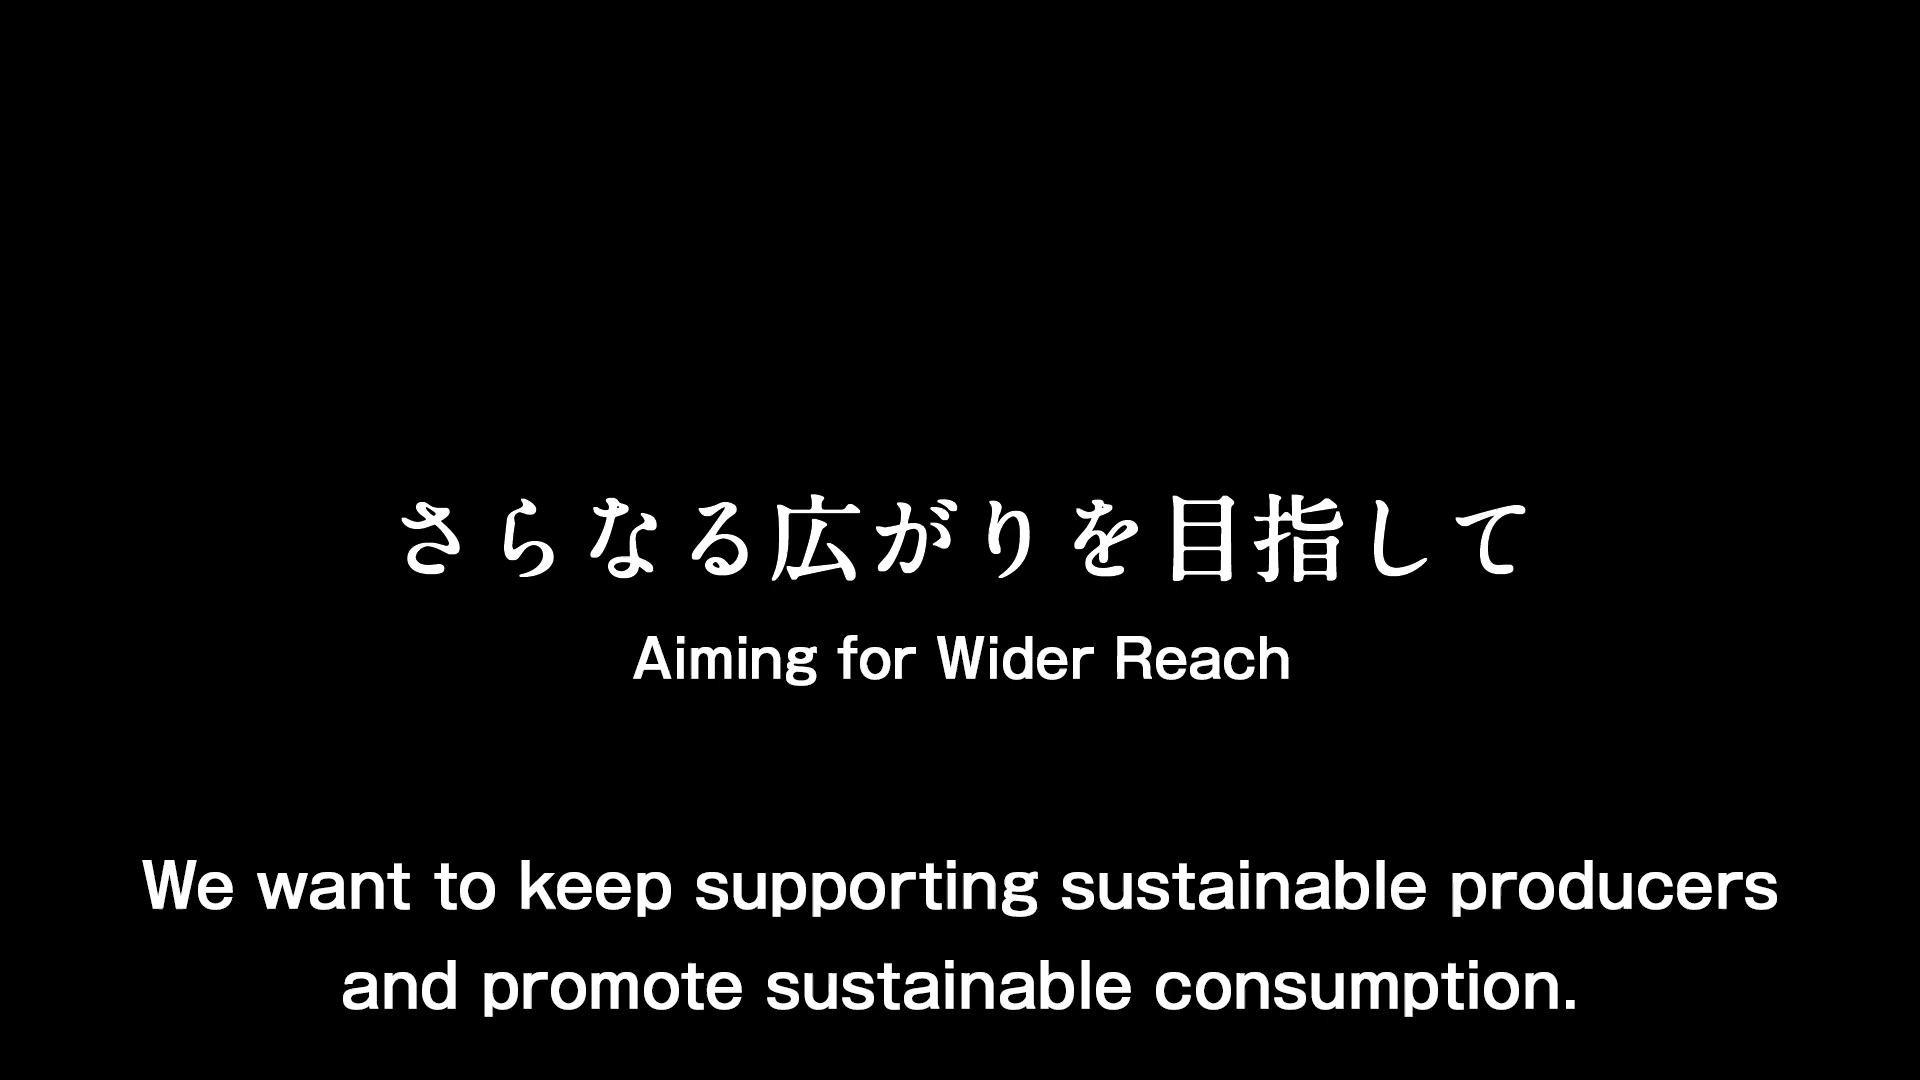 さらなる広がりを目指して
Aiming for Wider Reach
We want to keep supporting sustainable producers
and promote sustainable consumption.